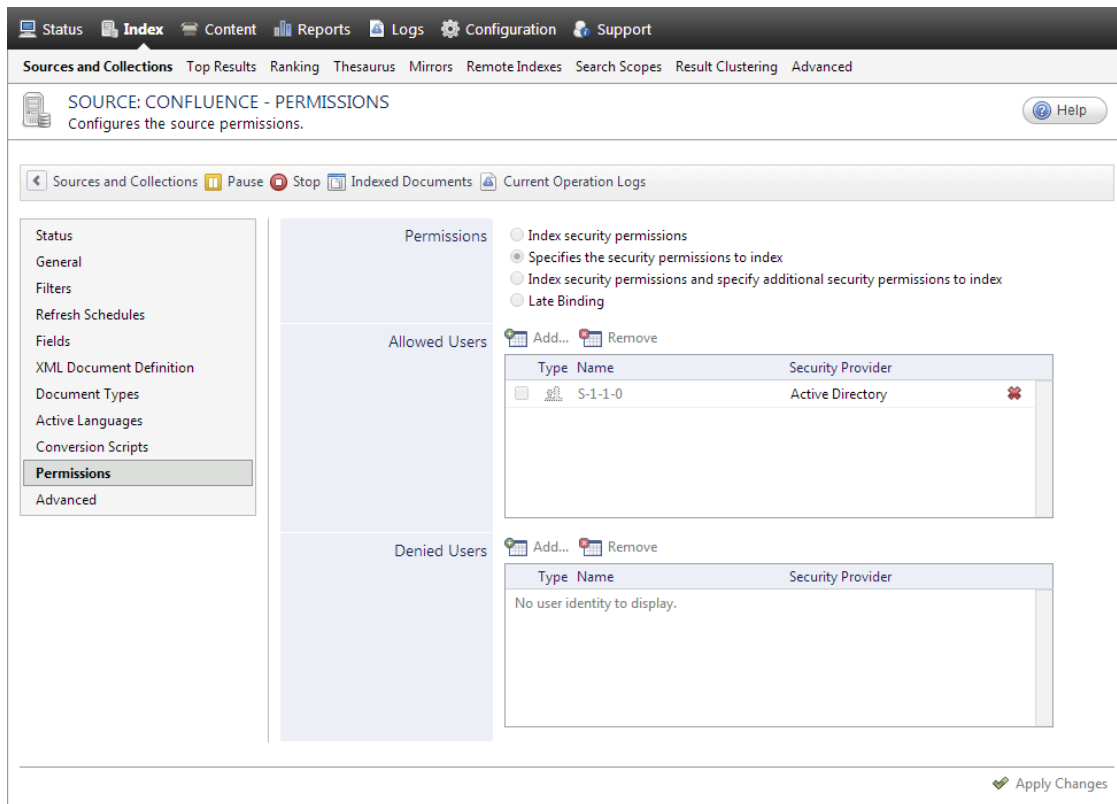 Status Index Content Reports Logs Configuration Support
Sources and Collections Top Results Ranking Thesaurus Mirrors Remote Indexes Search Scopes Result Clustering Advanced
SOURCE: CONFLUENCE - PERMISSIONS
Configures the source permissions.
Help
Sources and Collections Pause Stop Indexed Documents Current Operation Logs
Status
General
Filters
Refresh Schedules
Fields
XML Document Definition
Document Types
Active Languages
Conversion Scripts
Permissions
Advanced
Permissions
Index security permissions
Specifies the security permissions to index
Index security permissions and specify additional security permissions to index
Late Binding
Allowed Users
Add... Remove
Type Name Security Provider
S-1-1-0 Active Directory
Denied Users
Add... Remove
Type Name Security Provider
No user identity to display.
Apply Changes